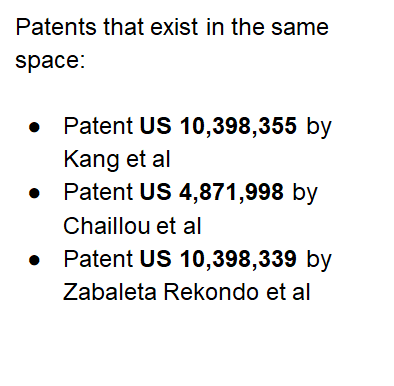 Patents that exist in the same
space:
● Patent US 10,398,355 by
Kang et al
● Patent US 4,871,998 by
Chaillou et al
● Patent US 10,398,339 by
Zabaleta Rekondo et al